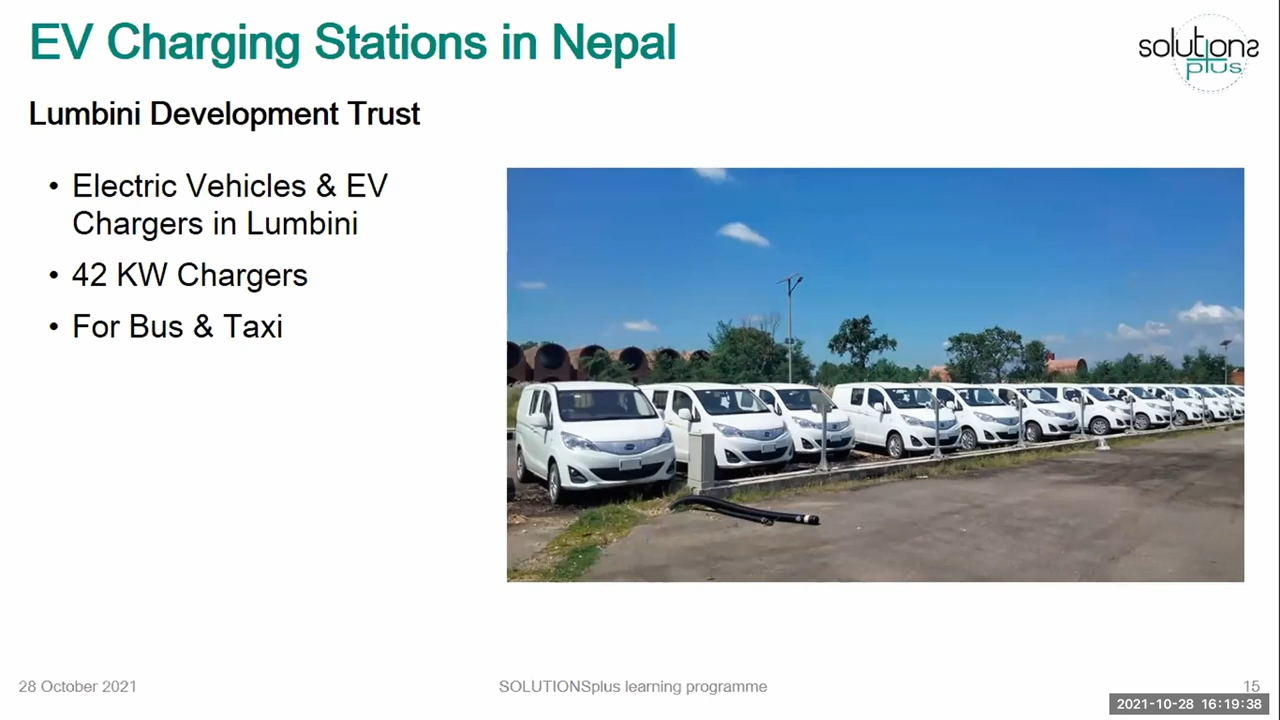 EV Charging Stations in Nepal
solutions
plus
Lumbini Development Trust
• Electric Vehicles & EV
Chargers in Lumbini
• 42 KW Chargers
• For Bus & Taxi
28 October 2021
SOLUTIONSplus learning programme
15
2021-10-28 16:19:38